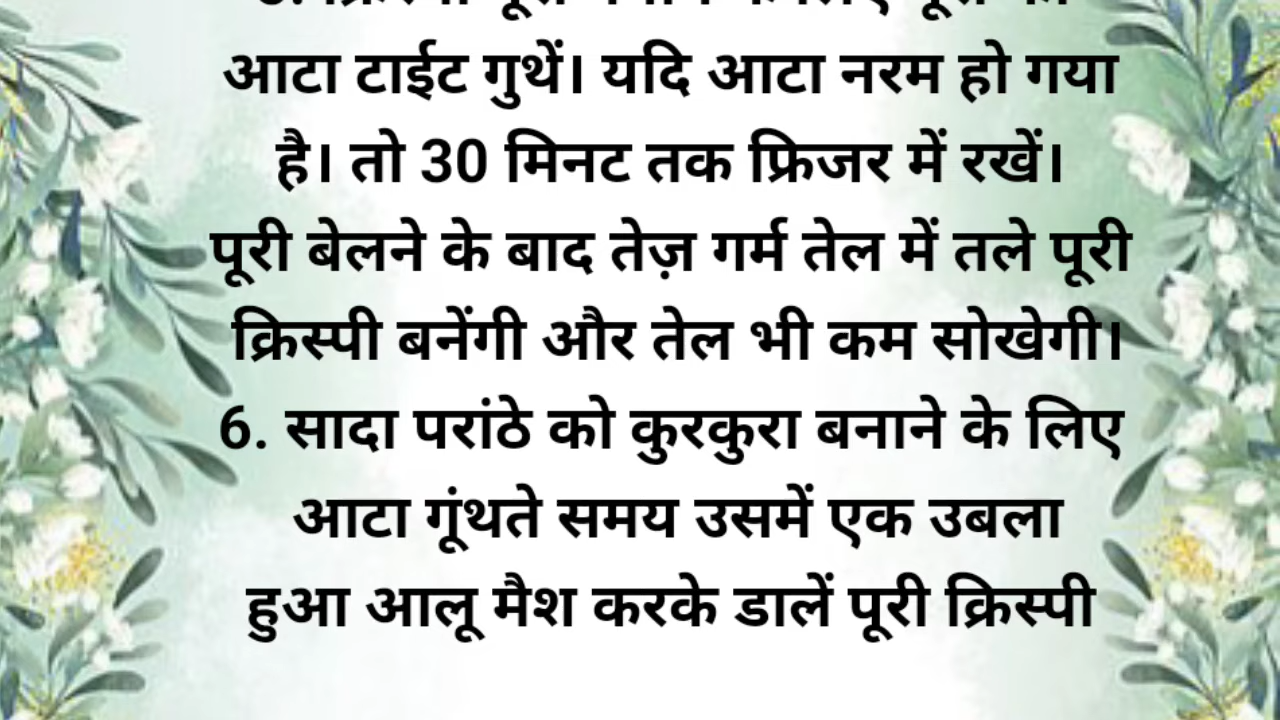 आटा टाईट गुथें। यदि आटा नरम हो गया
है। तो 30 मिनट तक फ्रिजर में रखें।
पूरी बेलने के बाद तेज़ गर्म तेल में तले पूरी
क्रिस्पी बनेंगी और तेल भी कम सोखेगी।
6. सादा परांठे को कुरकुरा बनाने के लिए
आटा गूंथते समय उसमें एक उबला
हुआ आलू मैश करके डालें पूरी क्रिस्पी